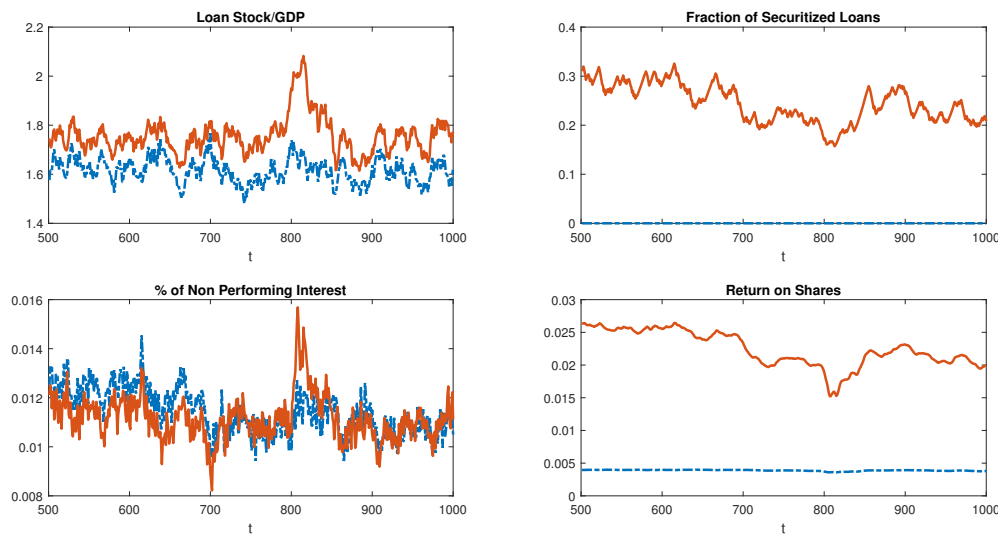 Loan Stock/GDP
2.2
2
1.8
1.6
1.4
500 600 700 800 900 1000
t
Fraction of Securitized Loans
0.4
0.3
0.2
0.1
0
500 600 700 800 900 1000
t
% of Non Performing Interest
0.016
0.014
0.012
0.01
0.008
500 600 700 800 900 1000
t
Return on Shares
0.03
0.025
0.02
0.015
0.01
0.005
0
500 600 700 800 900 1000
t